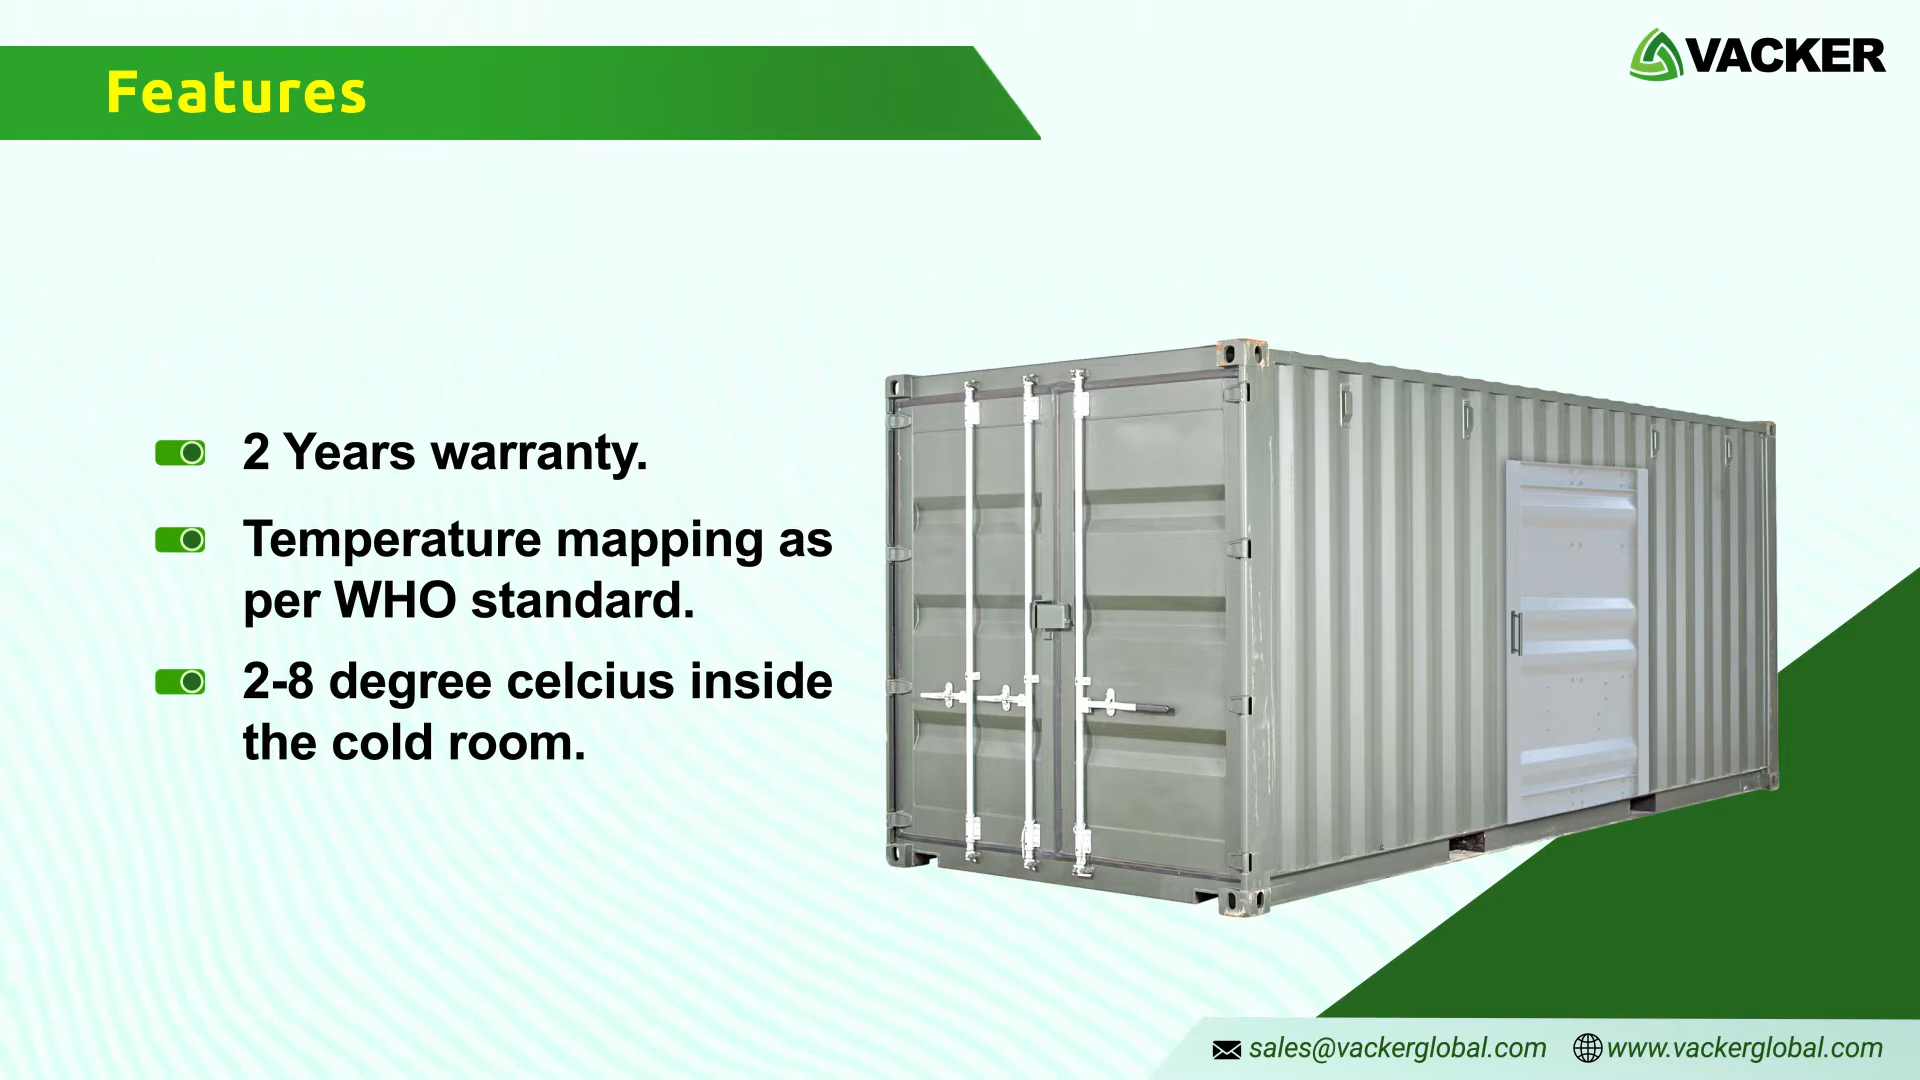 Features
VACKER
2 Years warranty.
Temperature mapping as
per WHO standard.
2-8 degree celcius inside
the cold room.
sales@vackerglobal.com
www.vackerglobal.com